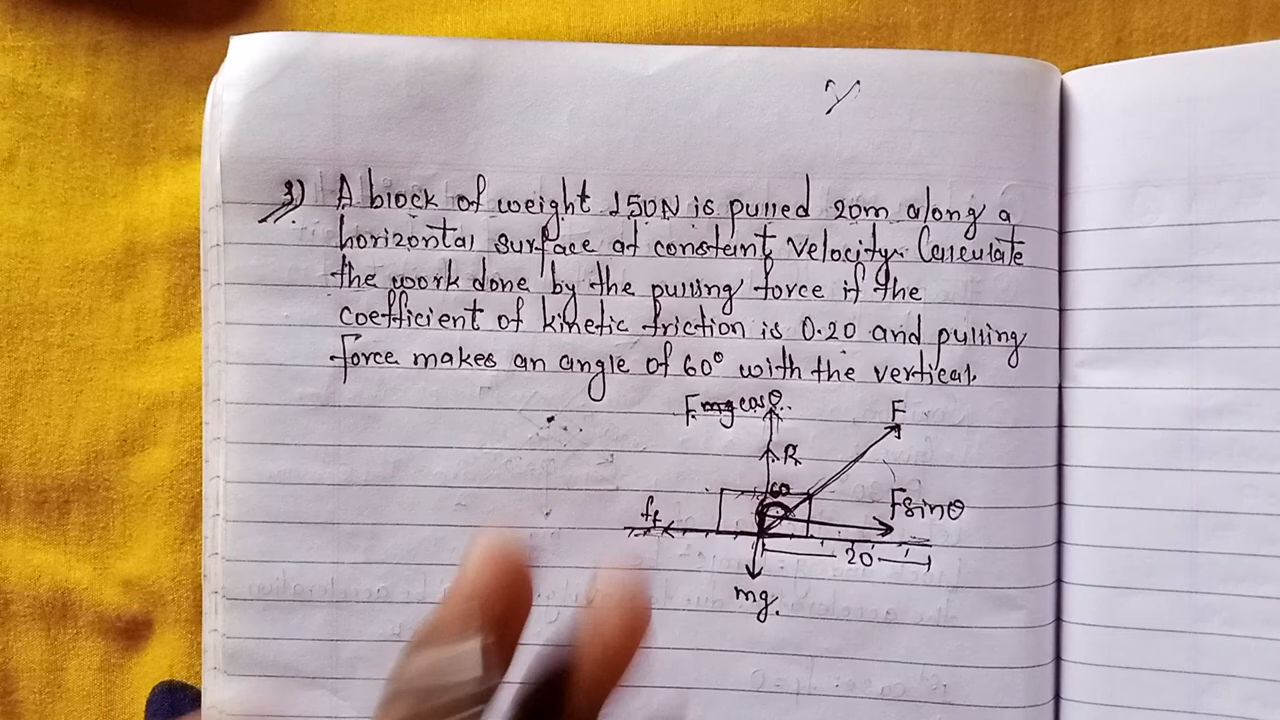 3) A block of weight 150N is pulled 20m along a
horizontal surface at constant velocity. Calculate
the work done by the pulling force if the
coefficient of kinetic friction is 0.20 and pulling
force makes an angle of 60° with the vertical.
F cosθ.
F
R
60
Fsinθ
20
mg.